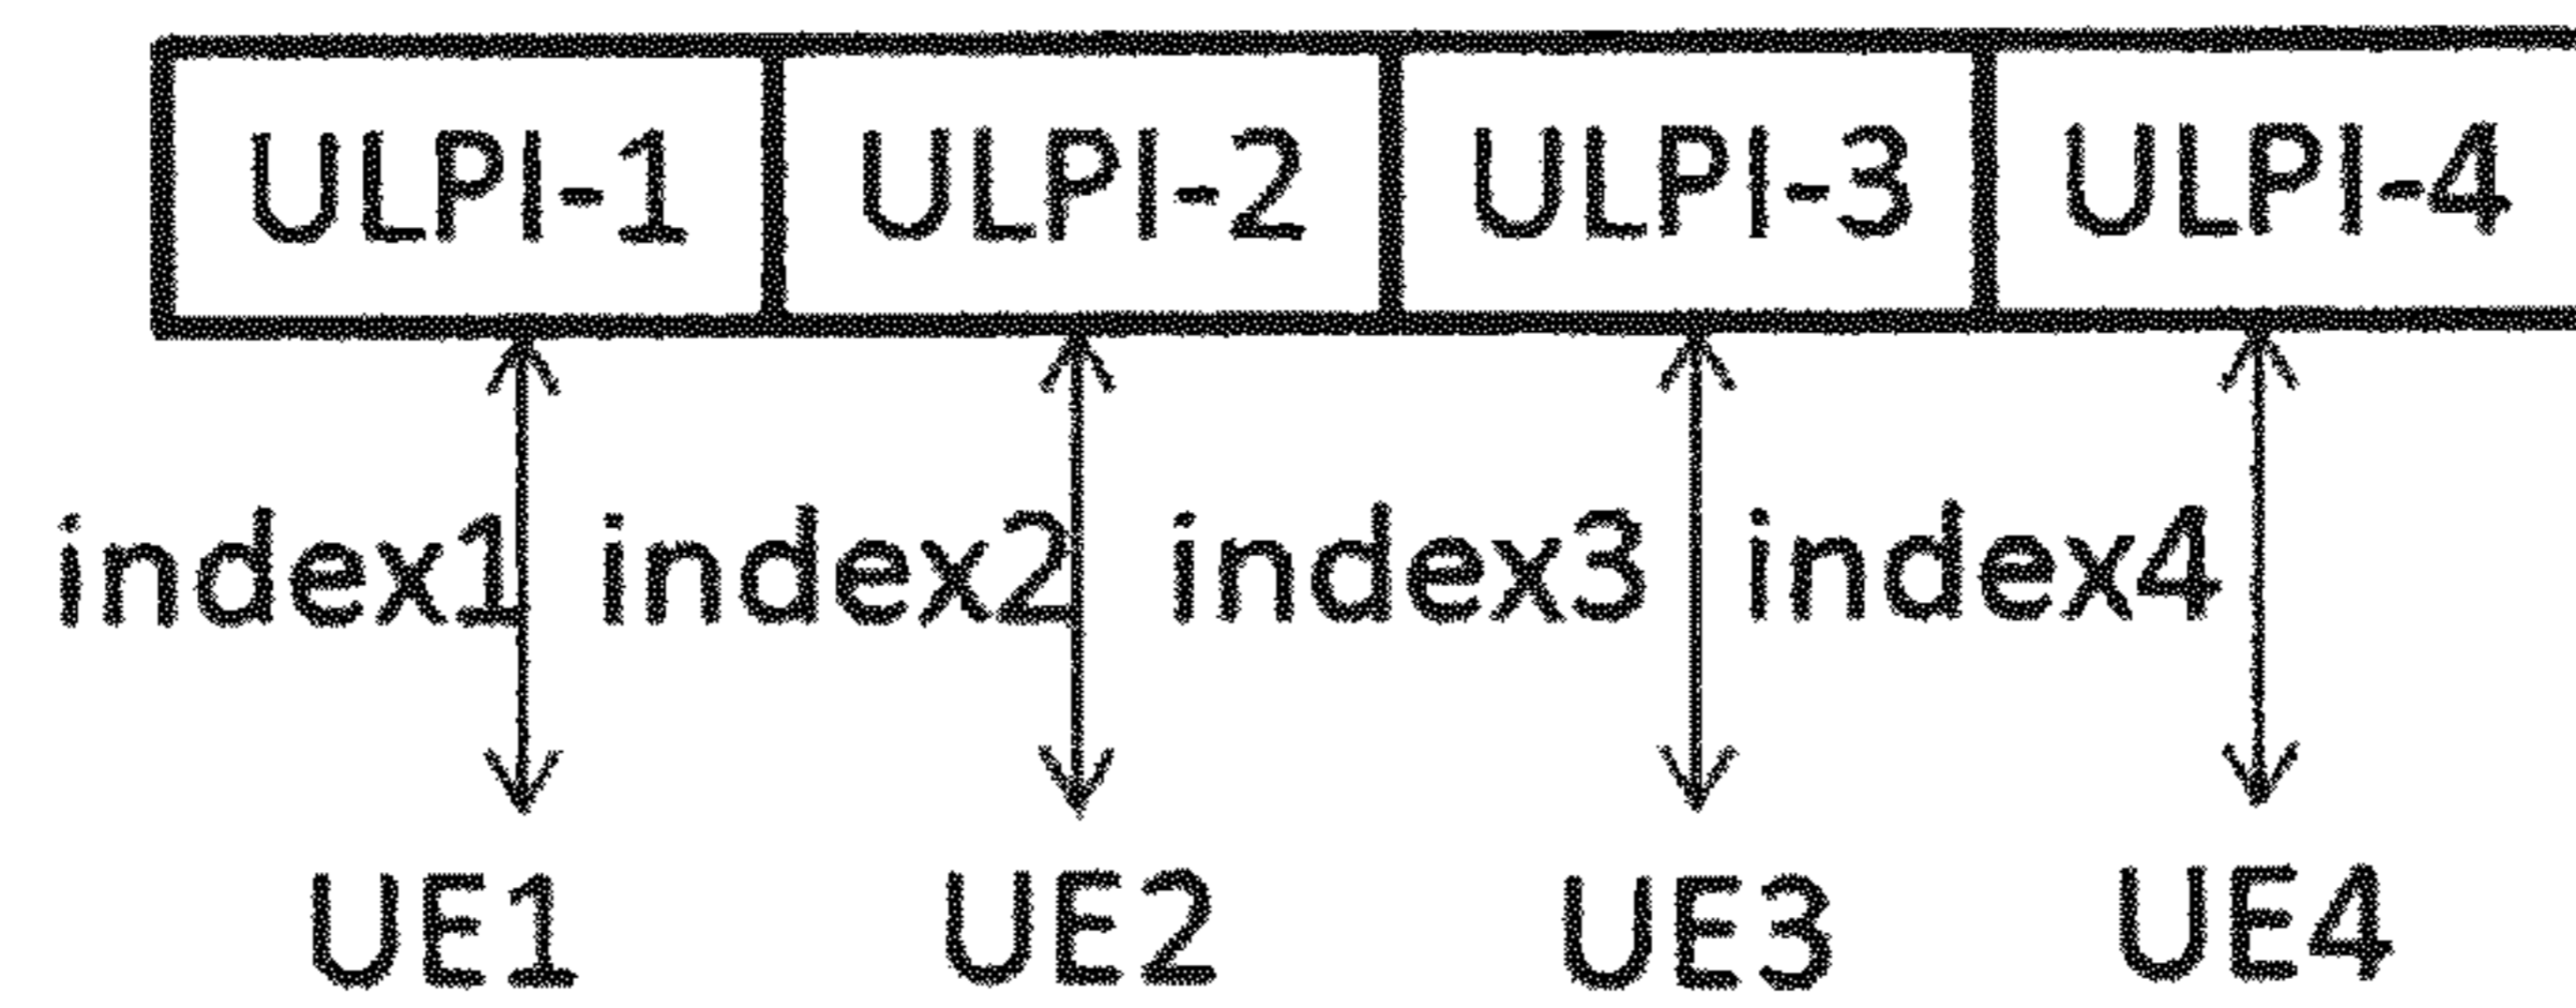 ULPI-1 ULPI-2 ULPI-3 ULPI-4
index1 index2 index3 index4
UE1 UE2 UE3 UE4